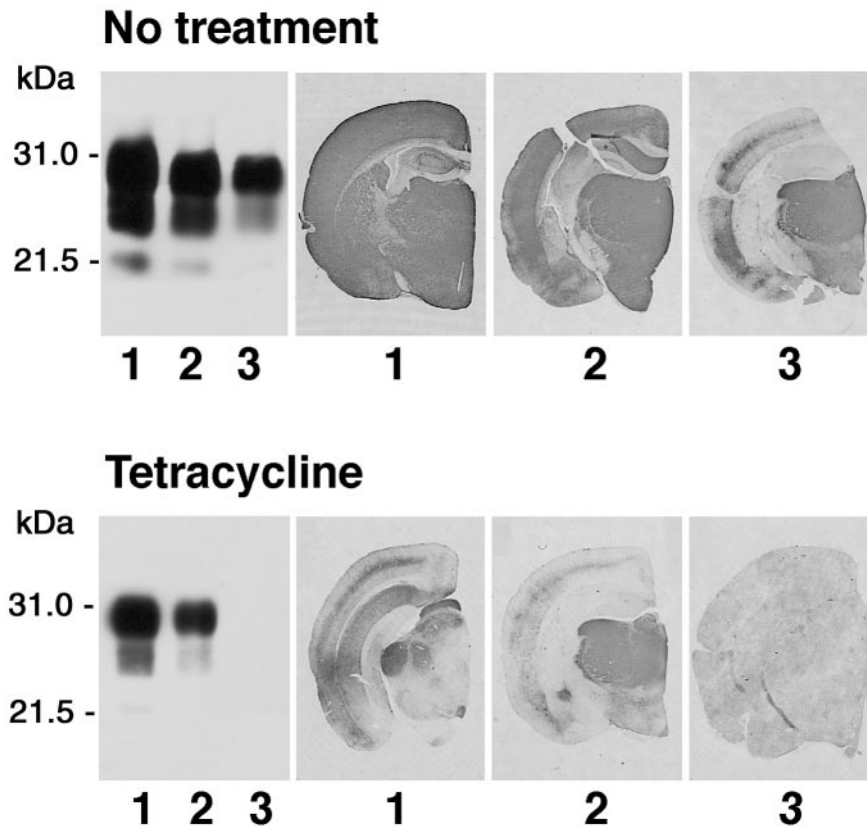 No treatment
kDa
31.0 -
21.5 -
1 2 3 1 2 3
Tetracycline
kDa
31.0 -
21.5 -
1 2 3 1 2 3